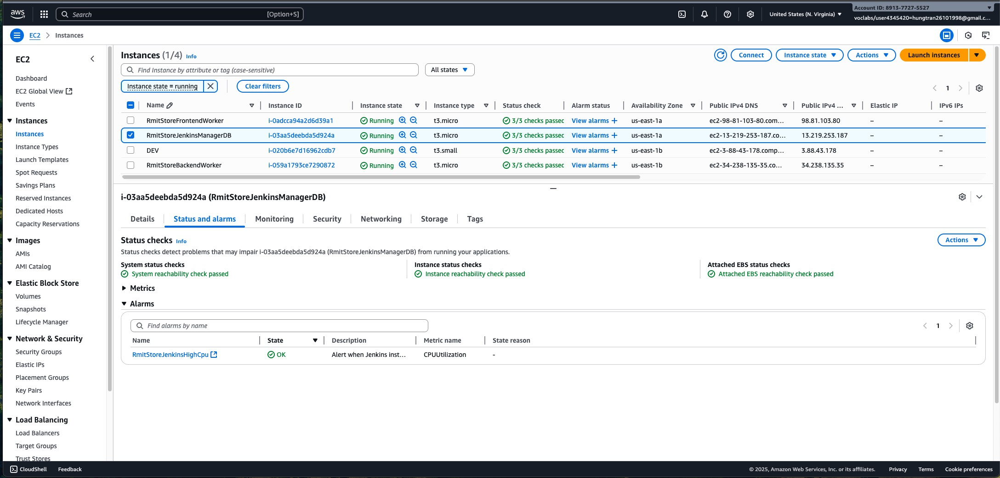 aws
Search
[Option+S]
United States (N. Virginia)
Account ID: 8913-7727-5527
voclabs/user4345420=hungtran26101998@gmail.c...
EC2
Instances
EC2
Dashboard
EC2 Global View
Events
Instances
Instances
Instance Types
Launch Templates
Spot Requests
Savings Plans
Reserved Instances
Dedicated Hosts
Capacity Reservations
Images
AMIs
AMI Catalog
Elastic Block Store
Volumes
Snapshots
Lifecycle Manager
Network & Security
Security Groups
Elastic IPs
Placement Groups
Key Pairs
Network Interfaces
Load Balancing
Load Balancers
Target Groups
Trust Stores
Instances (1/4) Info
Connect
Instance state
Actions
Launch instances
Find Instance by attribute or tag (case-sensitive)
All states
Instance state = running
Clear filters
1
Name Instance ID Instance state Instance type Status check Alarm status Availability Zone Public IPv4 DNS Public IPv4 ... Elastic IP IPv6 IPs
RmitStoreFrontendWorker i-0adcca94a2d6d39a1 Running t3.micro 3/3 checks passed View alarms + us-east-1a ec2-98-81-103-80.com... 98.81.103.80 – –
RmitStoreJenkinsManagerDB i-03aa5deebda5d924a Running t3.micro 3/3 checks passed View alarms + us-east-1a ec2-13-219-253-187.co... 13.219.253.187 – –
DEV i-020b6e7d16962cdb7 Running t3.small 3/3 checks passed View alarms + us-east-1b ec2-3-88-43-178.comp... 3.88.43.178 – –
RmitStoreBackendWorker i-059a1793ce7290872 Running t3.micro 3/3 checks passed View alarms + us-east-1b ec2-34-238-135-35.co... 34.238.135.35 – –
i-03aa5deebda5d924a (RmitStoreJenkinsManagerDB)
Details Status and alarms Monitoring Security Networking Storage Tags
Status checks Info
Actions
Status checks detect problems that may impair i-03aa5deebda5d924a (RmitStoreJenkinsManagerDB) from running your applications.
System status checks
System reachability check passed
Instance status checks
Instance reachability check passed
Attached EBS status checks
Attached EBS reachability check passed
Metrics
Alarms
Find alarms by name
1
Name State Description Metric name State reason
RmitStoreJenkinsHighCpu OK Alert when Jenkins inst... CPUUtilization -
CloudShell Feedback
© 2025, Amazon Web Services, Inc. or its affiliates. Privacy Terms Cookie preferences